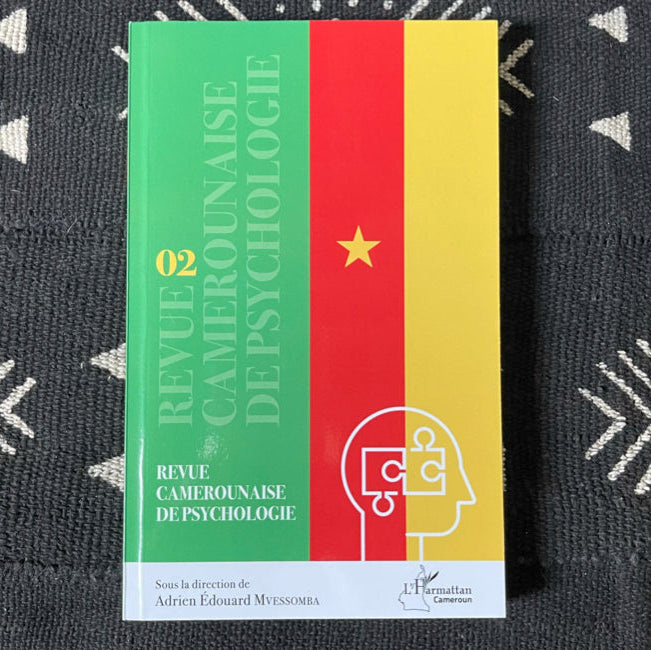 REVUE
CAMEROUNAISE
DE PSYCHOLOGIE
02
REVUE
CAMEROUNAISE
DE PSYCHOLOGIE
Sous la direction de
Adrien Édouard MVESSOMBA
L'Harmattan
Cameroun